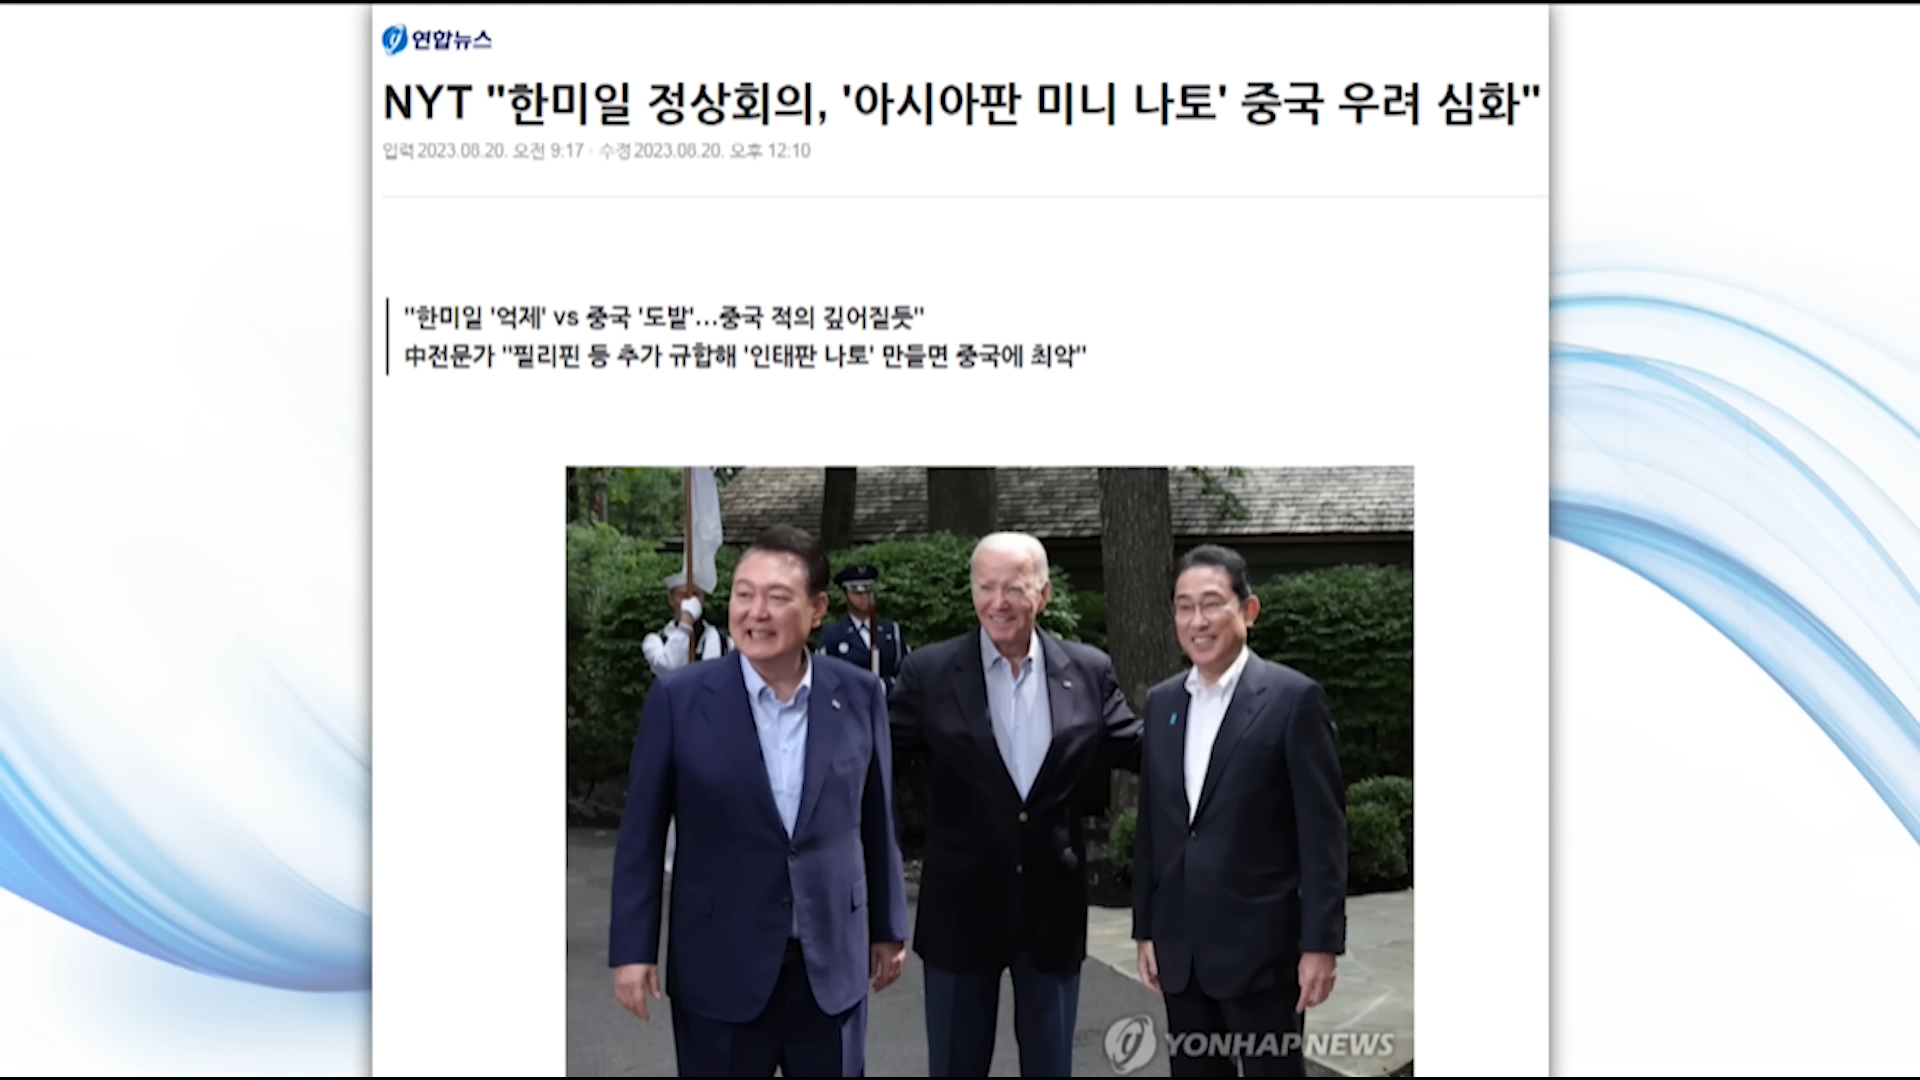 연합뉴스
NYT "한미일 정상회의, '아시아판 미니 나토' 중국 우려 심화"
입력 2023.08.20. 오전 9:17 · 수정 2023.08.20. 오후 12:10
"한미일 '억제' vs 중국 '도발'…중국 적의 깊어질듯"
中전문가 "필리핀 등 추가 규합해 '인태판 나토' 만들면 중국에 최악"
YONHAPNEWS